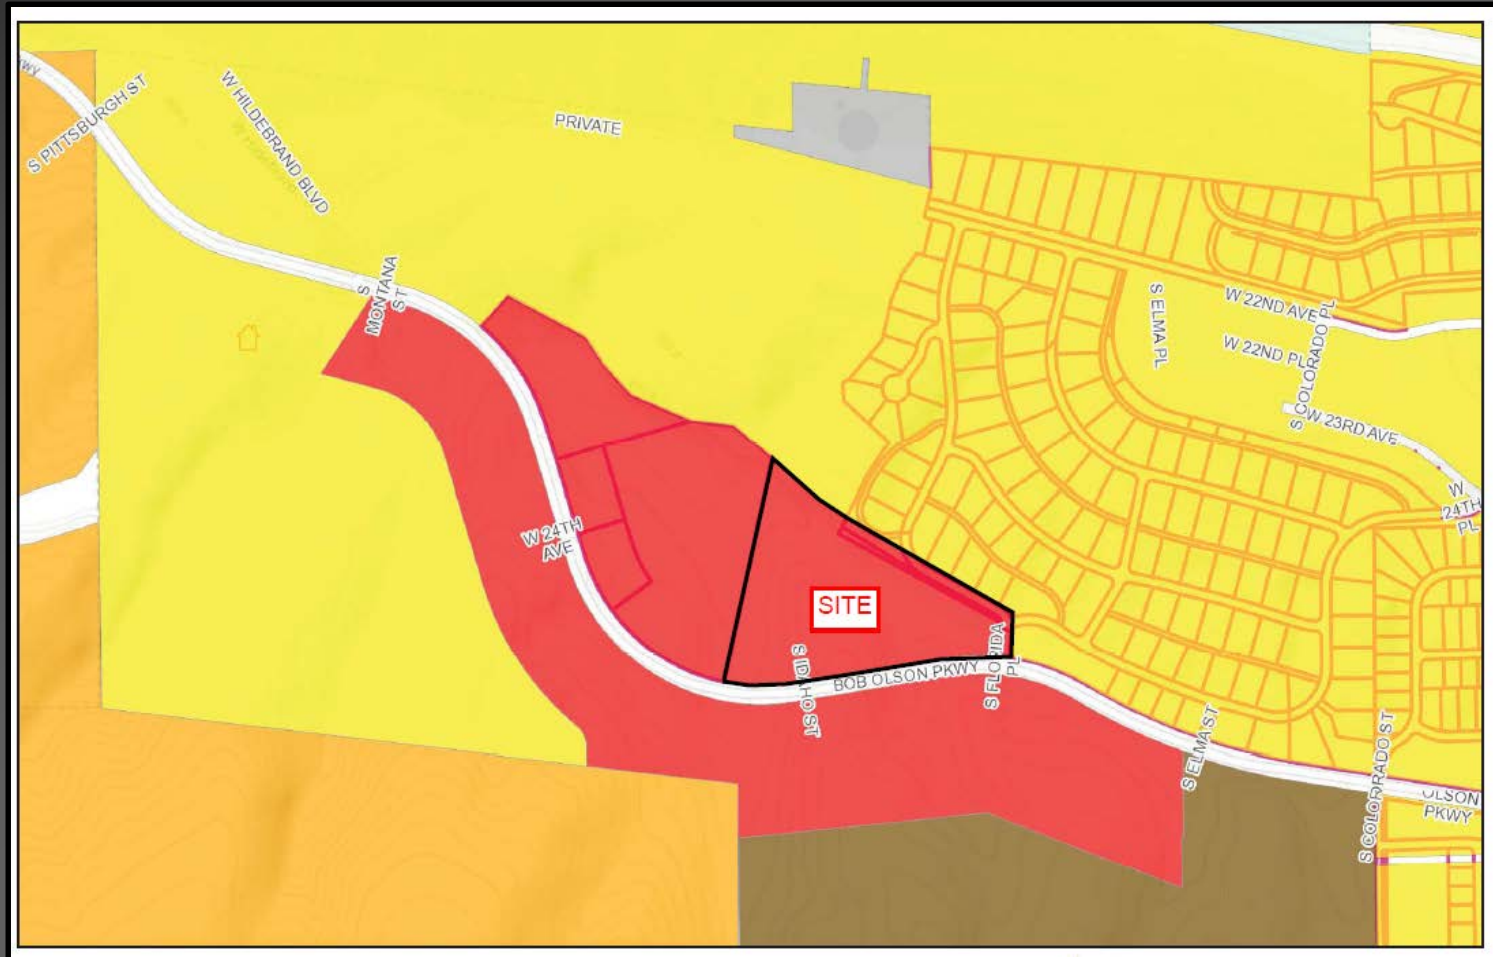 KWY
S PITTSBURGH ST
W HILDEBRAND BLVD
PRIVATE
S
MONTANA
ST
S ELMA PL
W 22ND AVE
W 22ND PL
S COLORADO PL
W 23RD AVE
W
24TH
PL
W 24TH
AVE
SITE
S IDAHO ST
BOB OLSON PKWY
S FLORIDA
PL
S ELMA ST
S COLORADO ST
OLSON
PKWY